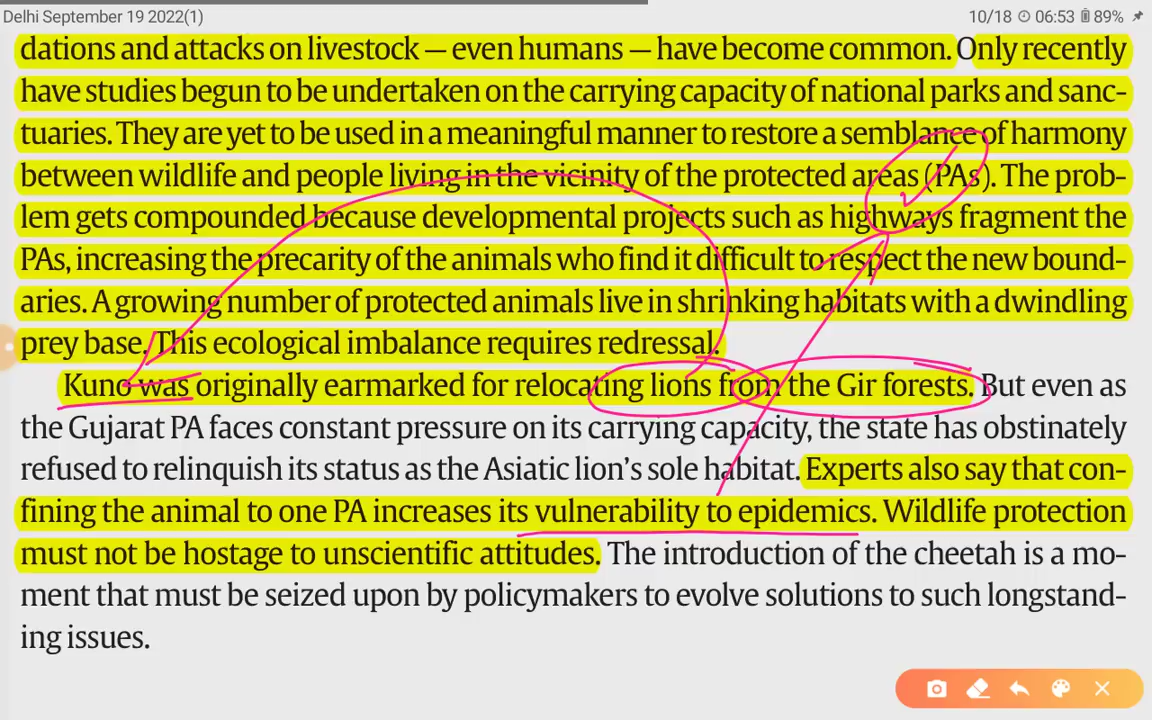 Delhi September 19 2022(1)
10/18 06:53 89%
dations and attacks on livestock — even humans — have become common. Only recently
have studies begun to be undertaken on the carrying capacity of national parks and sanc-
tuaries. They are yet to be used in a meaningful manner to restore a semblance of harmony
between wildlife and people living in the vicinity of the protected areas (PAs). The prob-
lem gets compounded because developmental projects such as highways fragment the
PAs, increasing the precarity of the animals who find it difficult to respect the new bound-
aries. A growing number of protected animals live in shrinking habitats with a dwindling
prey base. This ecological imbalance requires redressal.
Kuno was originally earmarked for relocating lions from the Gir forests. But even as
the Gujarat PA faces constant pressure on its carrying capacity, the state has obstinately
refused to relinquish its status as the Asiatic lion's sole habitat. Experts also say that con-
fining the animal to one PA increases its vulnerability to epidemics. Wildlife protection
must not be hostage to unscientific attitudes. The introduction of the cheetah is a mo-
ment that must be seized upon by policymakers to evolve solutions to such longstand-
ing issues.